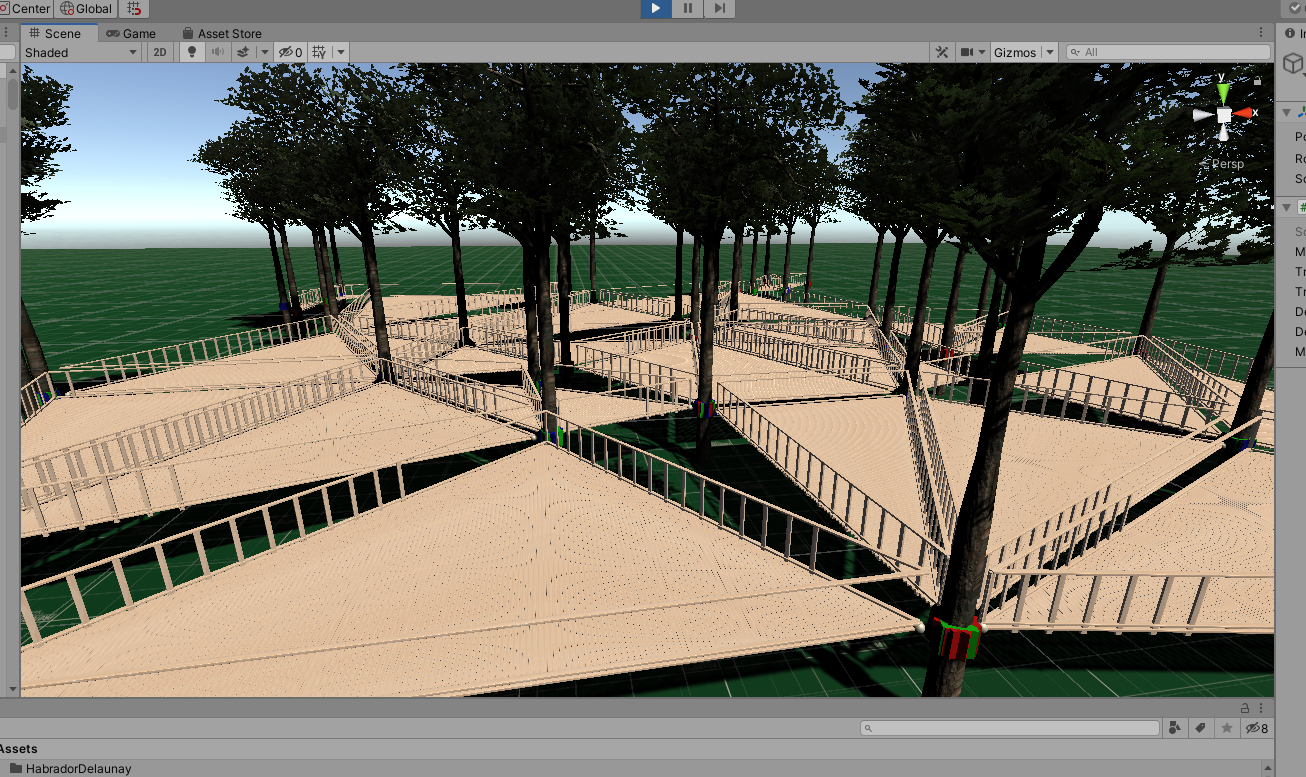 Center Global
Scene Game Asset Store
Shaded 2D 0 Gizmos All
y
x
Persp
8
Assets
HabradorDelaunay